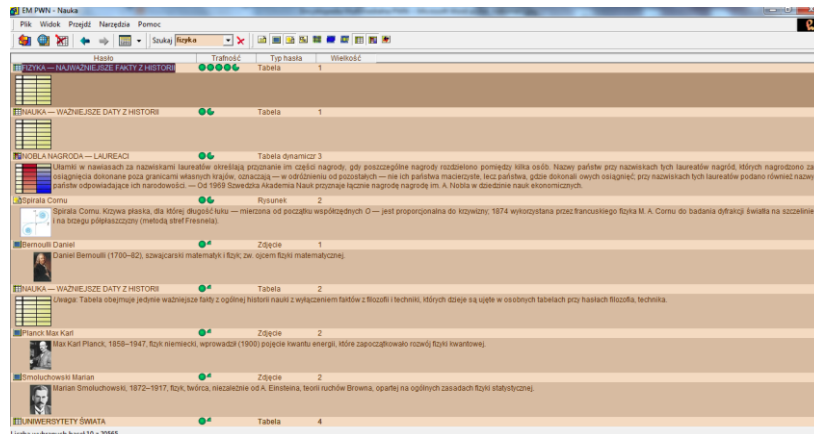 EM PWN - Nauka
Plik Widok Przejdź Narzędzia Pomoc
Szukaj fizyka
Hasło Trafność Typ hasła Wielkość
FIZYKA — NAJWAŻNIEJSZE FAKTY Z HISTORII Tabela 1
NAUKA — WAŻNIEJSZE DATY Z HISTORII Tabela 1
NOBLA NAGRODA — LAUREACI Tabela dynamiczr 3
Ułamki w nawiasach za nazwiskami laureatów określają przyznanie im części nagrody, gdy poszczególne nagrody rozdzielono pomiędzy kilka osób. Nazwy państw przy nazwiskach tych laureatów nagród, których nagrodzono za
osiągnięcia dokonane poza granicami własnych krajów, oznaczają — w odróżnieniu od pozostałych — nie ich państwa macierzyste, lecz państwa, gdzie dokonali owych osiągnięć; przy nazwiskach tych laureatów podano również nazwę
państw odpowiadające ich narodowości. — Od 1969 Szwedzka Akademia Nauk przyznaje łącznie nagrodę nagrodę im. A. Nobla w dziedzinie nauk ekonomicznych.
Spirala Cornu Rysunek 2
Spirala Cornu. Krzywa płaska, dla której długość łuku — mierzona od początku współrzędnych O — jest proporcjonalna do krzywizny; 1874 wykorzystana przez francuskiego fizyka M. A. Cornu do badania dyfrakcji światła na szczelinie
i na brzegu półpłaszczyzny (metodą stref Fresnela).
Bernoulli Daniel Zdjęcie 1
Daniel Bernoulli (1700–82), szwajcarski matematyk i fizyk; zw. ojcem fizyki matematycznej.
NAUKA — WAŻNIEJSZE DATY Z HISTORII Tabela 2
Uwaga: Tabela obejmuje jedynie ważniejsze fakty z ogólnej historii nauki z wyłączeniem faktów z filozofii i techniki, których dzieje są ujęte w osobnych tabelach przy hasłach filozofia, technika.
Planck Max Karl Zdjęcie 2
Max Karl Planck, 1858–1947, fizyk niemiecki, wprowadził (1900) pojęcie kwantu energii, które zapoczątkowało rozwój fizyki kwantowej.
Smoluchowski Marian Zdjęcie 2
Marian Smoluchowski, 1872–1917, fizyk, twórca, niezależnie od A. Einsteina, teorii ruchów Browna, opartej na ogólnych zasadach fizyki statystycznej.
UNIWERSYTETY ŚWIATA Tabela 4